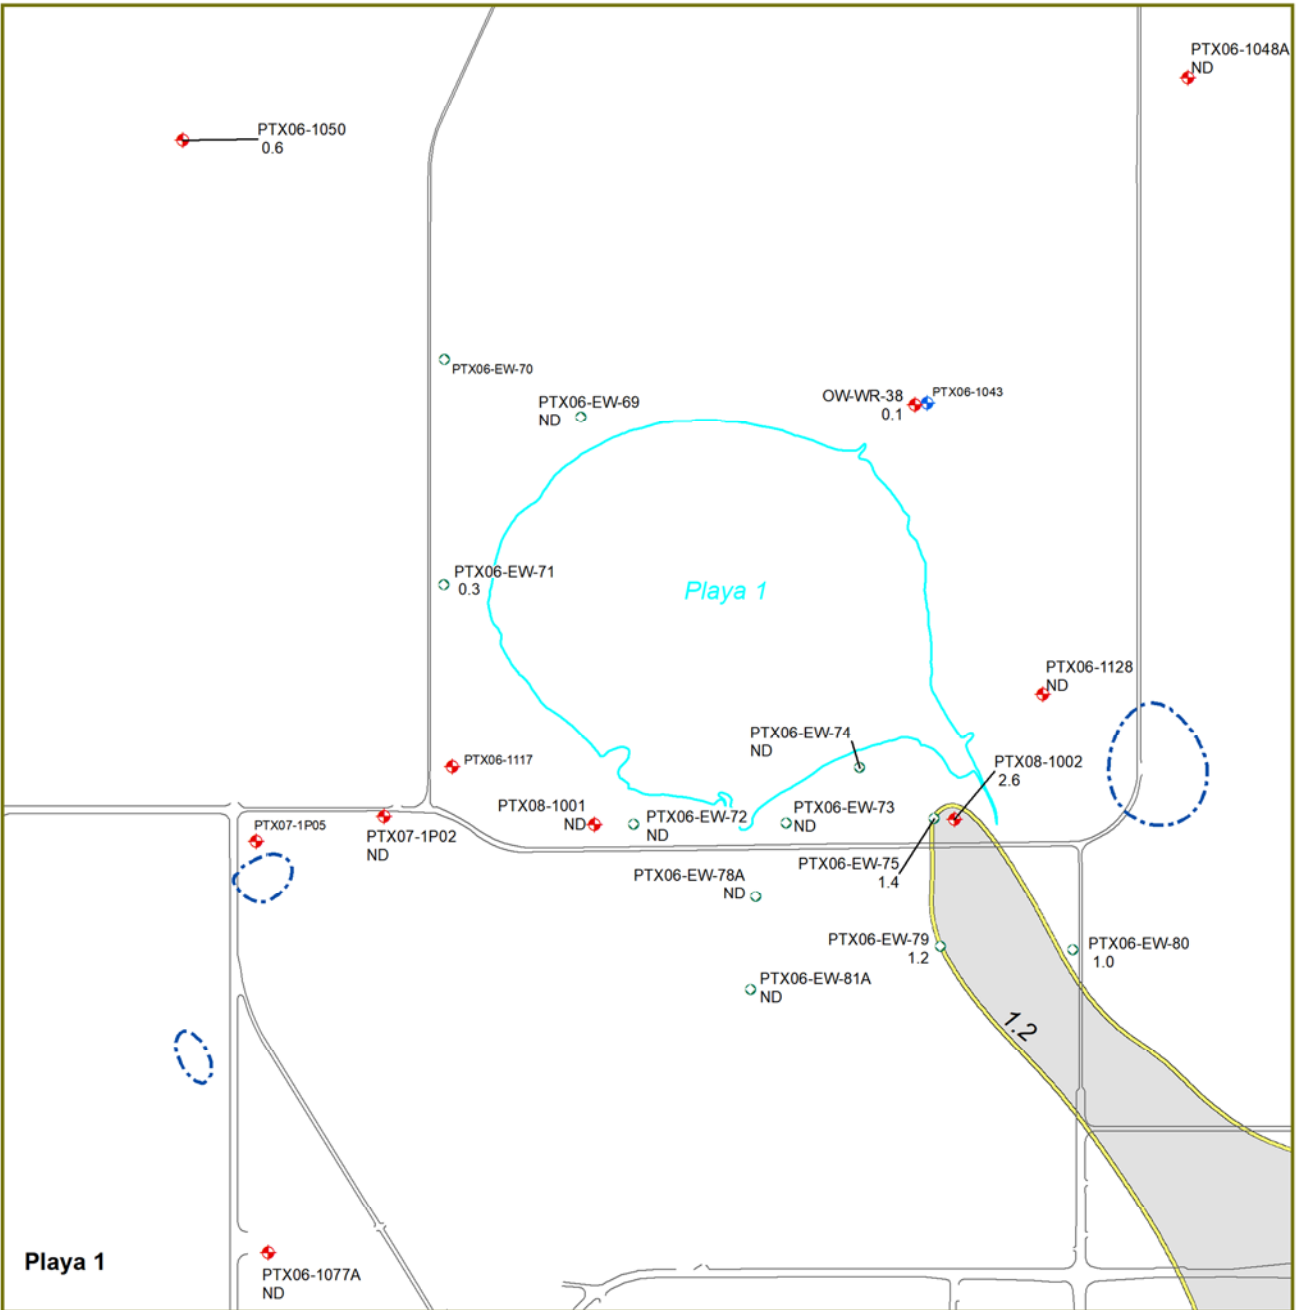 PTX06-1048A
ND
PTX06-1050
0.6
PTX06-EW-70
PTX06-EW-69
ND
OW-WR-38
0.1
PTX06-1043
PTX06-EW-71
0.3
Playa 1
PTX06-1128
ND
PTX06-EW-74
ND
PTX06-1117
PTX08-1002
2.6
PTX08-1001
ND
PTX06-EW-72
ND
PTX06-EW-73
ND
PTX07-1P05
PTX07-1P02
ND
PTX06-EW-75
1.4
PTX06-EW-78A
ND
PTX06-EW-79
1.2
PTX06-EW-80
1.0
PTX06-EW-81A
ND
1.2
Playa 1
PTX06-1077A
ND